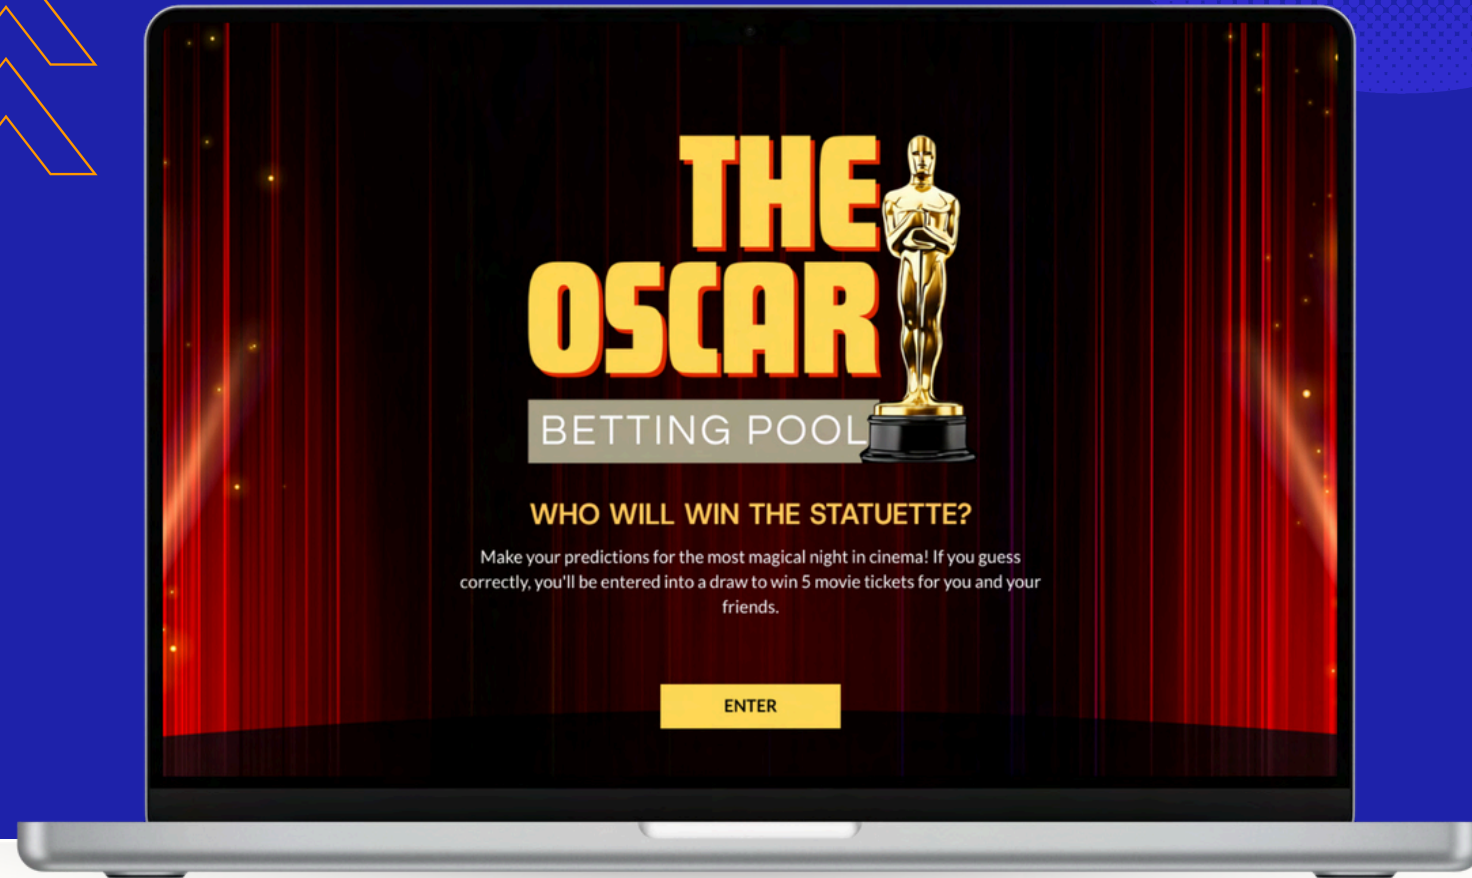 THE
OSCAR
BETTING POOL
WHO WILL WIN THE STATUETTE?
Make your predictions for the most magical night in cinema! If you guess
correctly, you'll be entered into a draw to win 5 movie tickets for you and your
friends.
ENTER